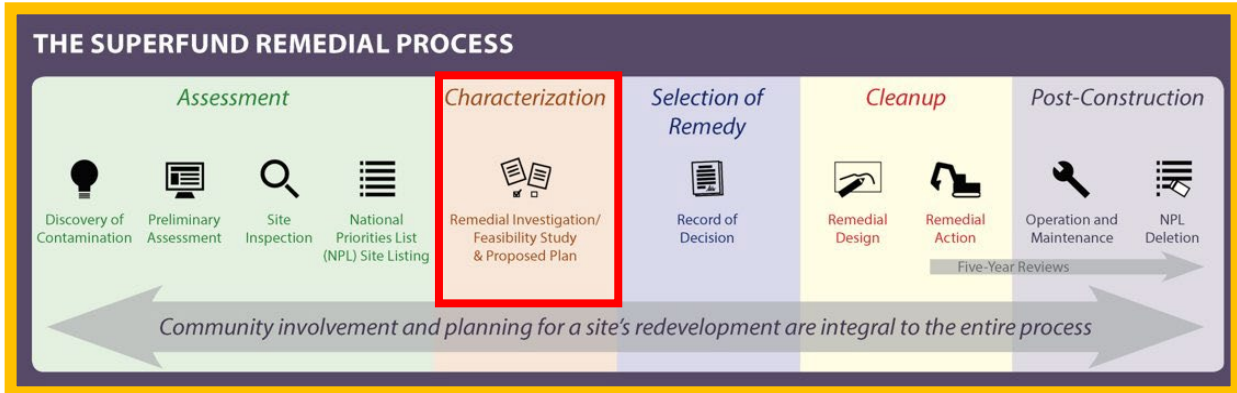 THE SUPERFUND REMEDIAL PROCESS
Assessment
Discovery of
Contamination
Preliminary
Assessment
Site
Inspection
National
Priorities List
(NPL) Site Listing
Characterization
Remedial Investigation/
Feasibility Study
& Proposed Plan
Selection of
Remedy
Record of
Decision
Cleanup
Remedial
Design
Remedial
Action
Post-Construction
Operation and
Maintenance
NPL
Deletion
Five-Year Reviews
Community involvement and planning for a site's redevelopment are integral to the entire process